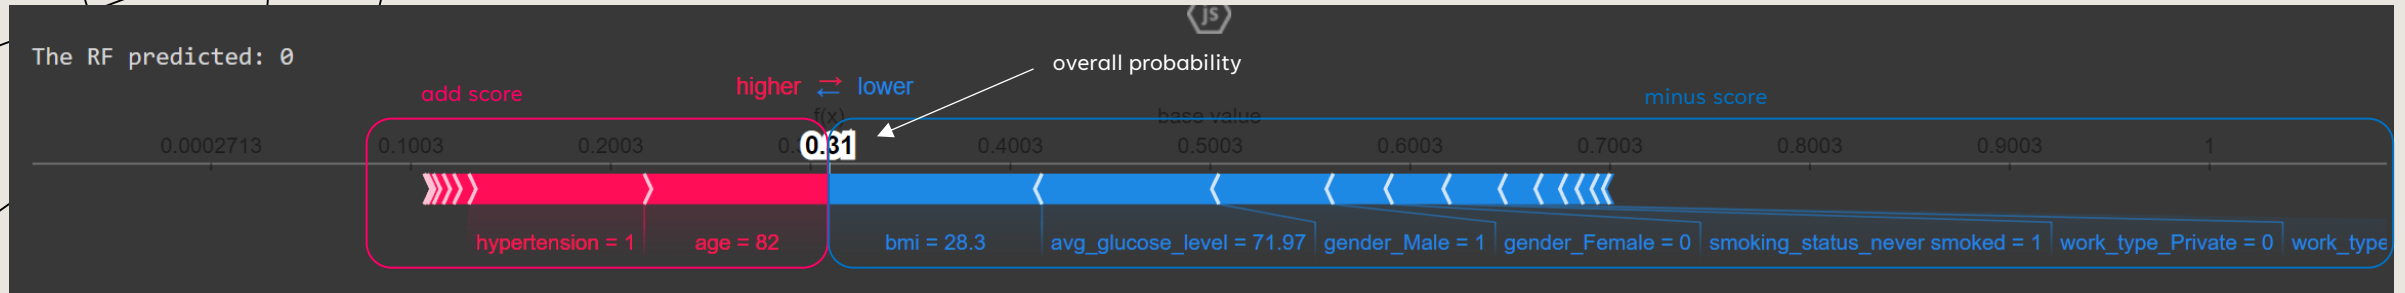 js
The RF predicted: 0
overall probability
higher lower
add score
minus score
f(x) base value
0.0002713 0.1003 0.2003 0.31 0.4003 0.5003 0.6003 0.7003 0.8003 0.9003 1
hypertension = 1 age = 82 bmi = 28.3 avg_glucose_level = 71.97 gender_Male = 1 gender_Female = 0 smoking_status_never smoked = 1 work_type_Private = 0 work_type